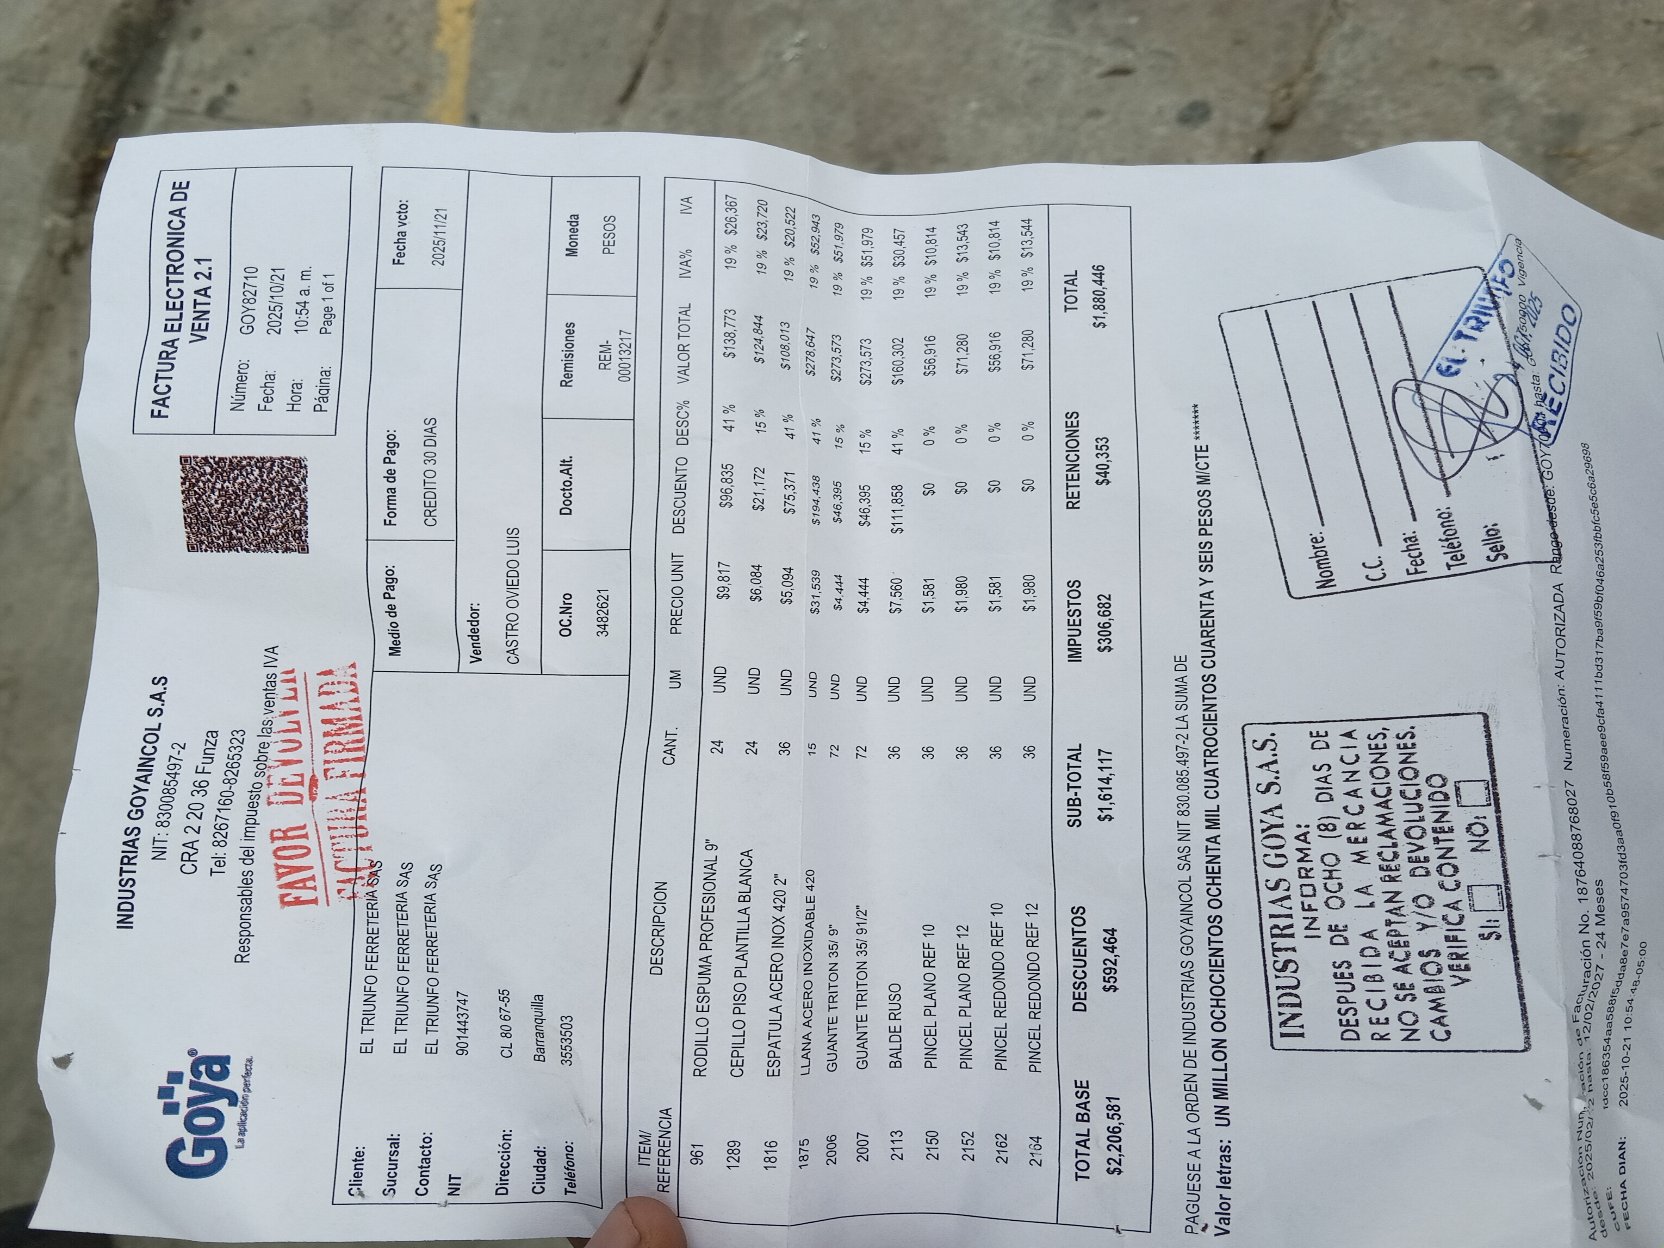 Goya®
La aplicación perfecta.
INDUSTRIAS GOYAINCOL S.A.S
NIT: 830085497-2
CRA 2 20 36 Funza
Tel: 8267160-8265323
Responsables del impuesto sobre las ventas IVA
FAVOR DEVOLVER
FACTURA FIRMADA
FACTURA ELECTRONICA DE
VENTA 2.1
Número: GOY82710
Fecha: 2025/10/21
Hora: 10:54 a.m.
Página: Page 1 of 1
Cliente: EL TRIUNFO FERRETERIA SAS
Sucursal: EL TRIUNFO FERRETERIA SAS
Contacto: EL TRIUNFO FERRETERIA SAS
NIT 901443747
Dirección: CL 80 67-55
Ciudad: Barranquilla
Teléfono: 3553503
Medio de Pago: Forma de Pago: Fecha vcto:
CREDITO 30 DIAS 2025/11/21
Vendedor:
CASTRO OVIEDO LUIS
OC.Nro Docto.Alt. Remisiones Moneda
3482621 REM-00013217 PESOS
ITEM/REFERENCIA DESCRIPCION CANT. UM PRECIO UNIT DESCUENTO DESC% VALOR TOTAL IVA% IVA
961 RODILLO ESPUMA PROFESIONAL 9" 24 UND $9,817 $96,835 41 % $138,773 19 % $26,367
1289 CEPILLO PISO PLANTILLA BLANCA 24 UND $6,084 $21,172 15 % $124,844 19 % $23,720
1816 ESPATULA ACERO INOX 420 2" 36 UND $5,094 $75,371 41 % $108,013 19 % $20,522
1875 LLANA ACERO INOXIDABLE 420 15 UND $31,539 $194,438 41 % $278,647 19 % $52,943
2006 GUANTE TRITON 35/ 9" 72 UND $4,444 $46,395 15 % $273,573 19 % $51,979
2007 GUANTE TRITON 35/ 91/2" 72 UND $4,444 $46,395 15 % $273,573 19 % $51,979
2113 BALDE RUSO 36 UND $7,560 $111,858 41 % $160,302 19 % $30,457
2150 PINCEL PLANO REF 10 36 UND $1,581 $0 0 % $56,916 19 % $10,814
2152 PINCEL PLANO REF 12 36 UND $1,980 $0 0 % $71,280 19 % $13,543
2162 PINCEL REDONDO REF 10 36 UND $1,581 $0 0 % $56,916 19 % $10,814
2164 PINCEL REDONDO REF 12 36 UND $1,980 $0 0 % $71,280 19 % $13,544
TOTAL BASE DESCUENTOS SUB-TOTAL IMPUESTOS RETENCIONES TOTAL
$2,206,581 $592,464 $1,614,117 $306,682 $40,353 $1,880,446
PAGUESE A LA ORDEN DE INDUSTRIAS GOYAINCOL SAS NIT 830.085.497-2 LA SUMA DE
Valor letras: UN MILLON OCHOCIENTOS OCHENTA MIL CUATROCIENTOS CUARENTA Y SEIS PESOS M/CTE *******
INDUSTRIAS GOYA S.A.S.
INFORMA:
DESPUES DE OCHO (8) DIAS DE
RECIBIDA LA MERCANCIA
NO SE ACEPTAN RECLAMACIONES,
CAMBIOS Y/O DEVOLUCIONES.
VERIFICA CONTENIDO
SI: NO:
Nombre:
C.C.
Fecha:
Teléfono:
Sello:
EL TRIUNFO
2025
RECIBIDO
de Facturación No. 18764088768027 Numeración: AUTORIZADA Rango desde: hasta: Vigencia
hasta: 12/02/2027 - 24 Meses
CUFE:
FECHA DIAN: 2025-10-21 10:54:48-05:00